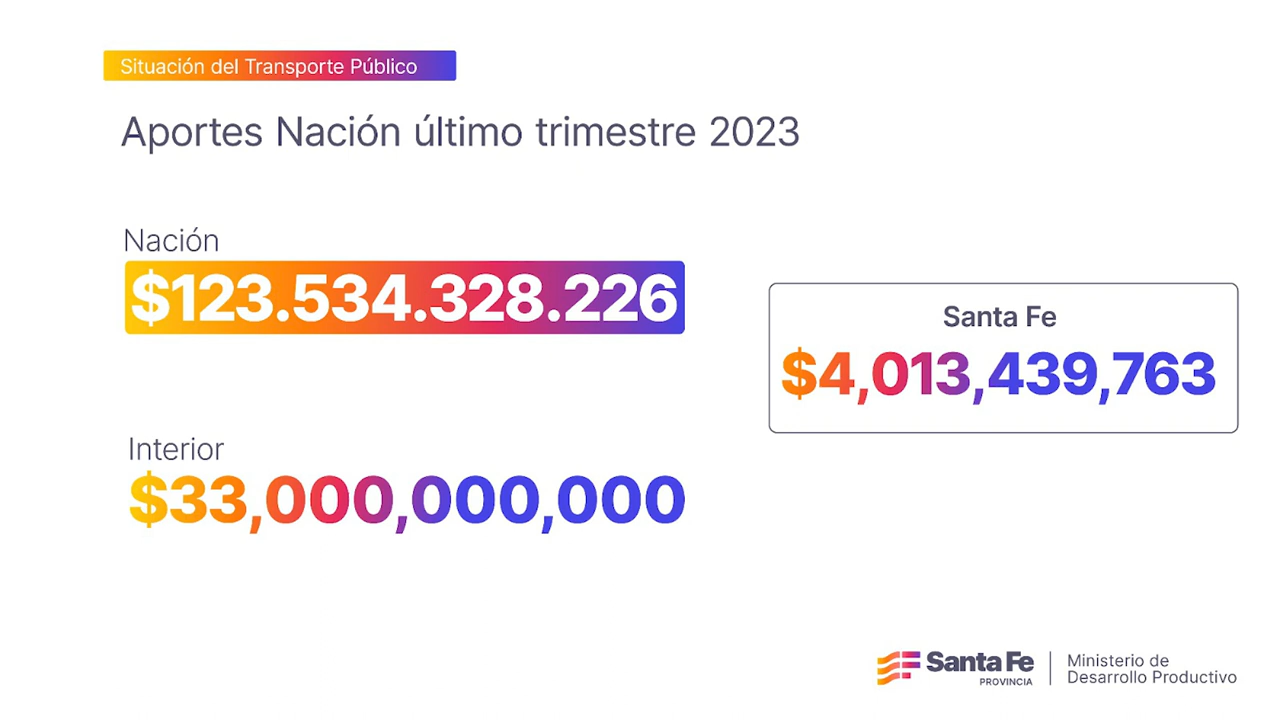 Situación del Transporte Público
Aportes Nación último trimestre 2023
Nación
$123.534.328.226
Santa Fe
$4,013,439,763
Interior
$33,000,000,000
Santa Fe
PROVINCIA
Ministerio de
Desarrollo Productivo